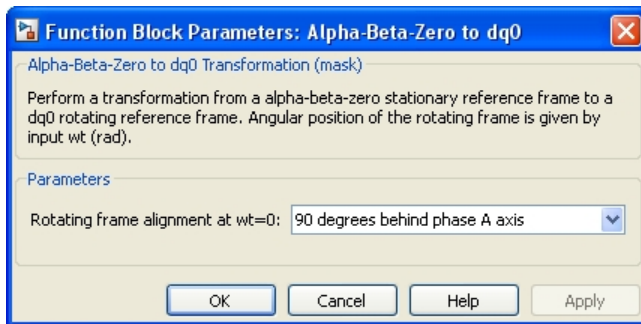 Function Block Parameters: Alpha-Beta-Zero to dq0
Alpha-Beta-Zero to dq0 Transformation (mask)
Perform a transformation from a alpha-beta-zero stationary reference frame to a
dq0 rotating reference frame. Angular position of the rotating frame is given by
input wt (rad).
Parameters
Rotating frame alignment at wt=0: 90 degrees behind phase A axis
OK Cancel Help Apply